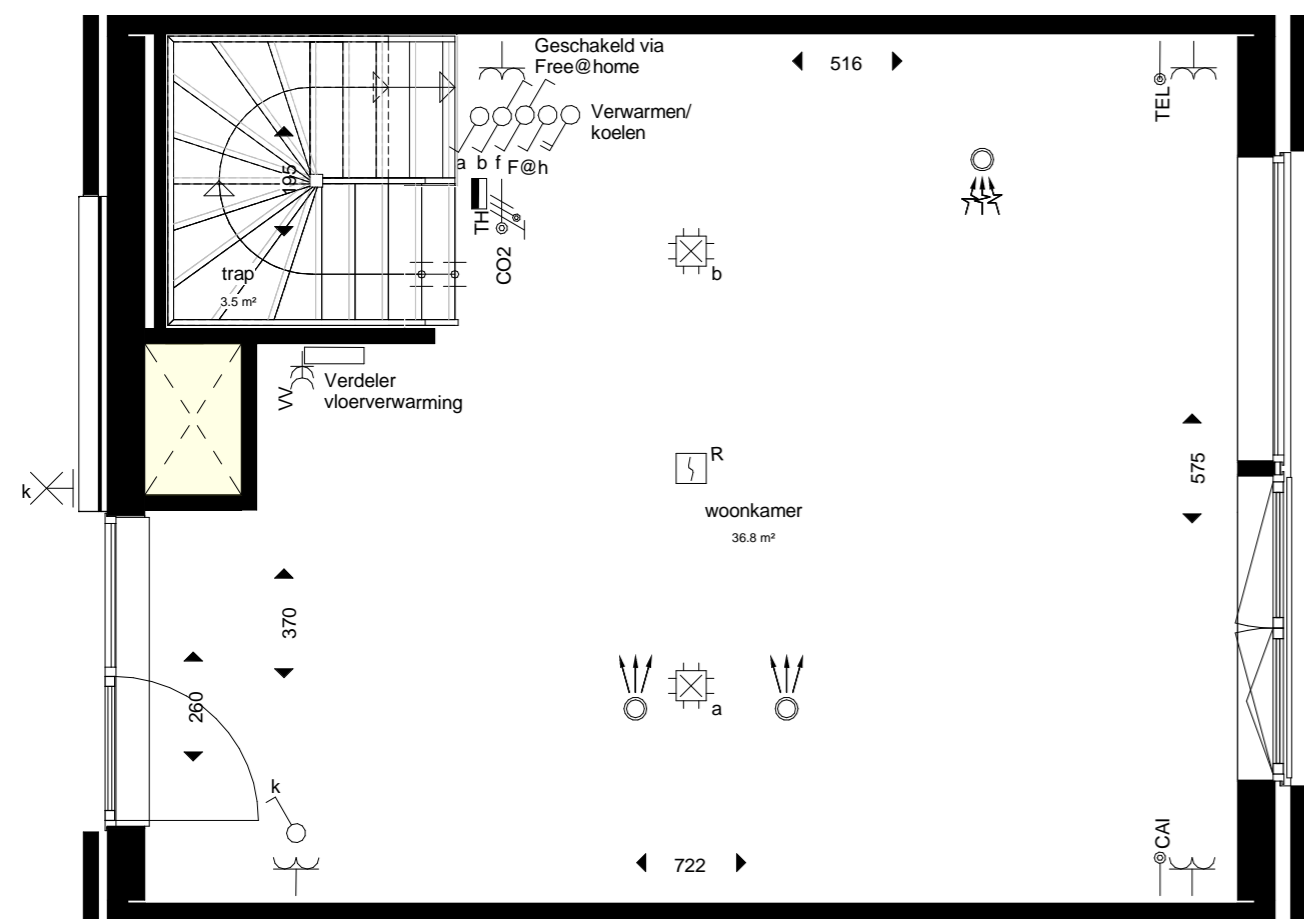 Geschakeld via
Free@home
516
TEL
Verwarmen/
koelen
a b f F@h
195
TH
CO2
trap
3.5 m²
b
VV
Verdeler
vloerverwarming
R
575
k
woonkamer
36.8 m²
370
260
a
k
CAI
722